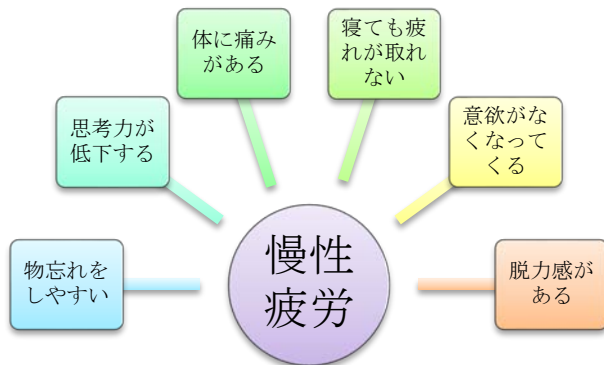 体に痛み
がある
寝ても疲
れが取れ
ない
思考力が
低下する
意欲がな
くなって
くる
物忘れを
しやすい
慢性
疲労
脱力感が
ある